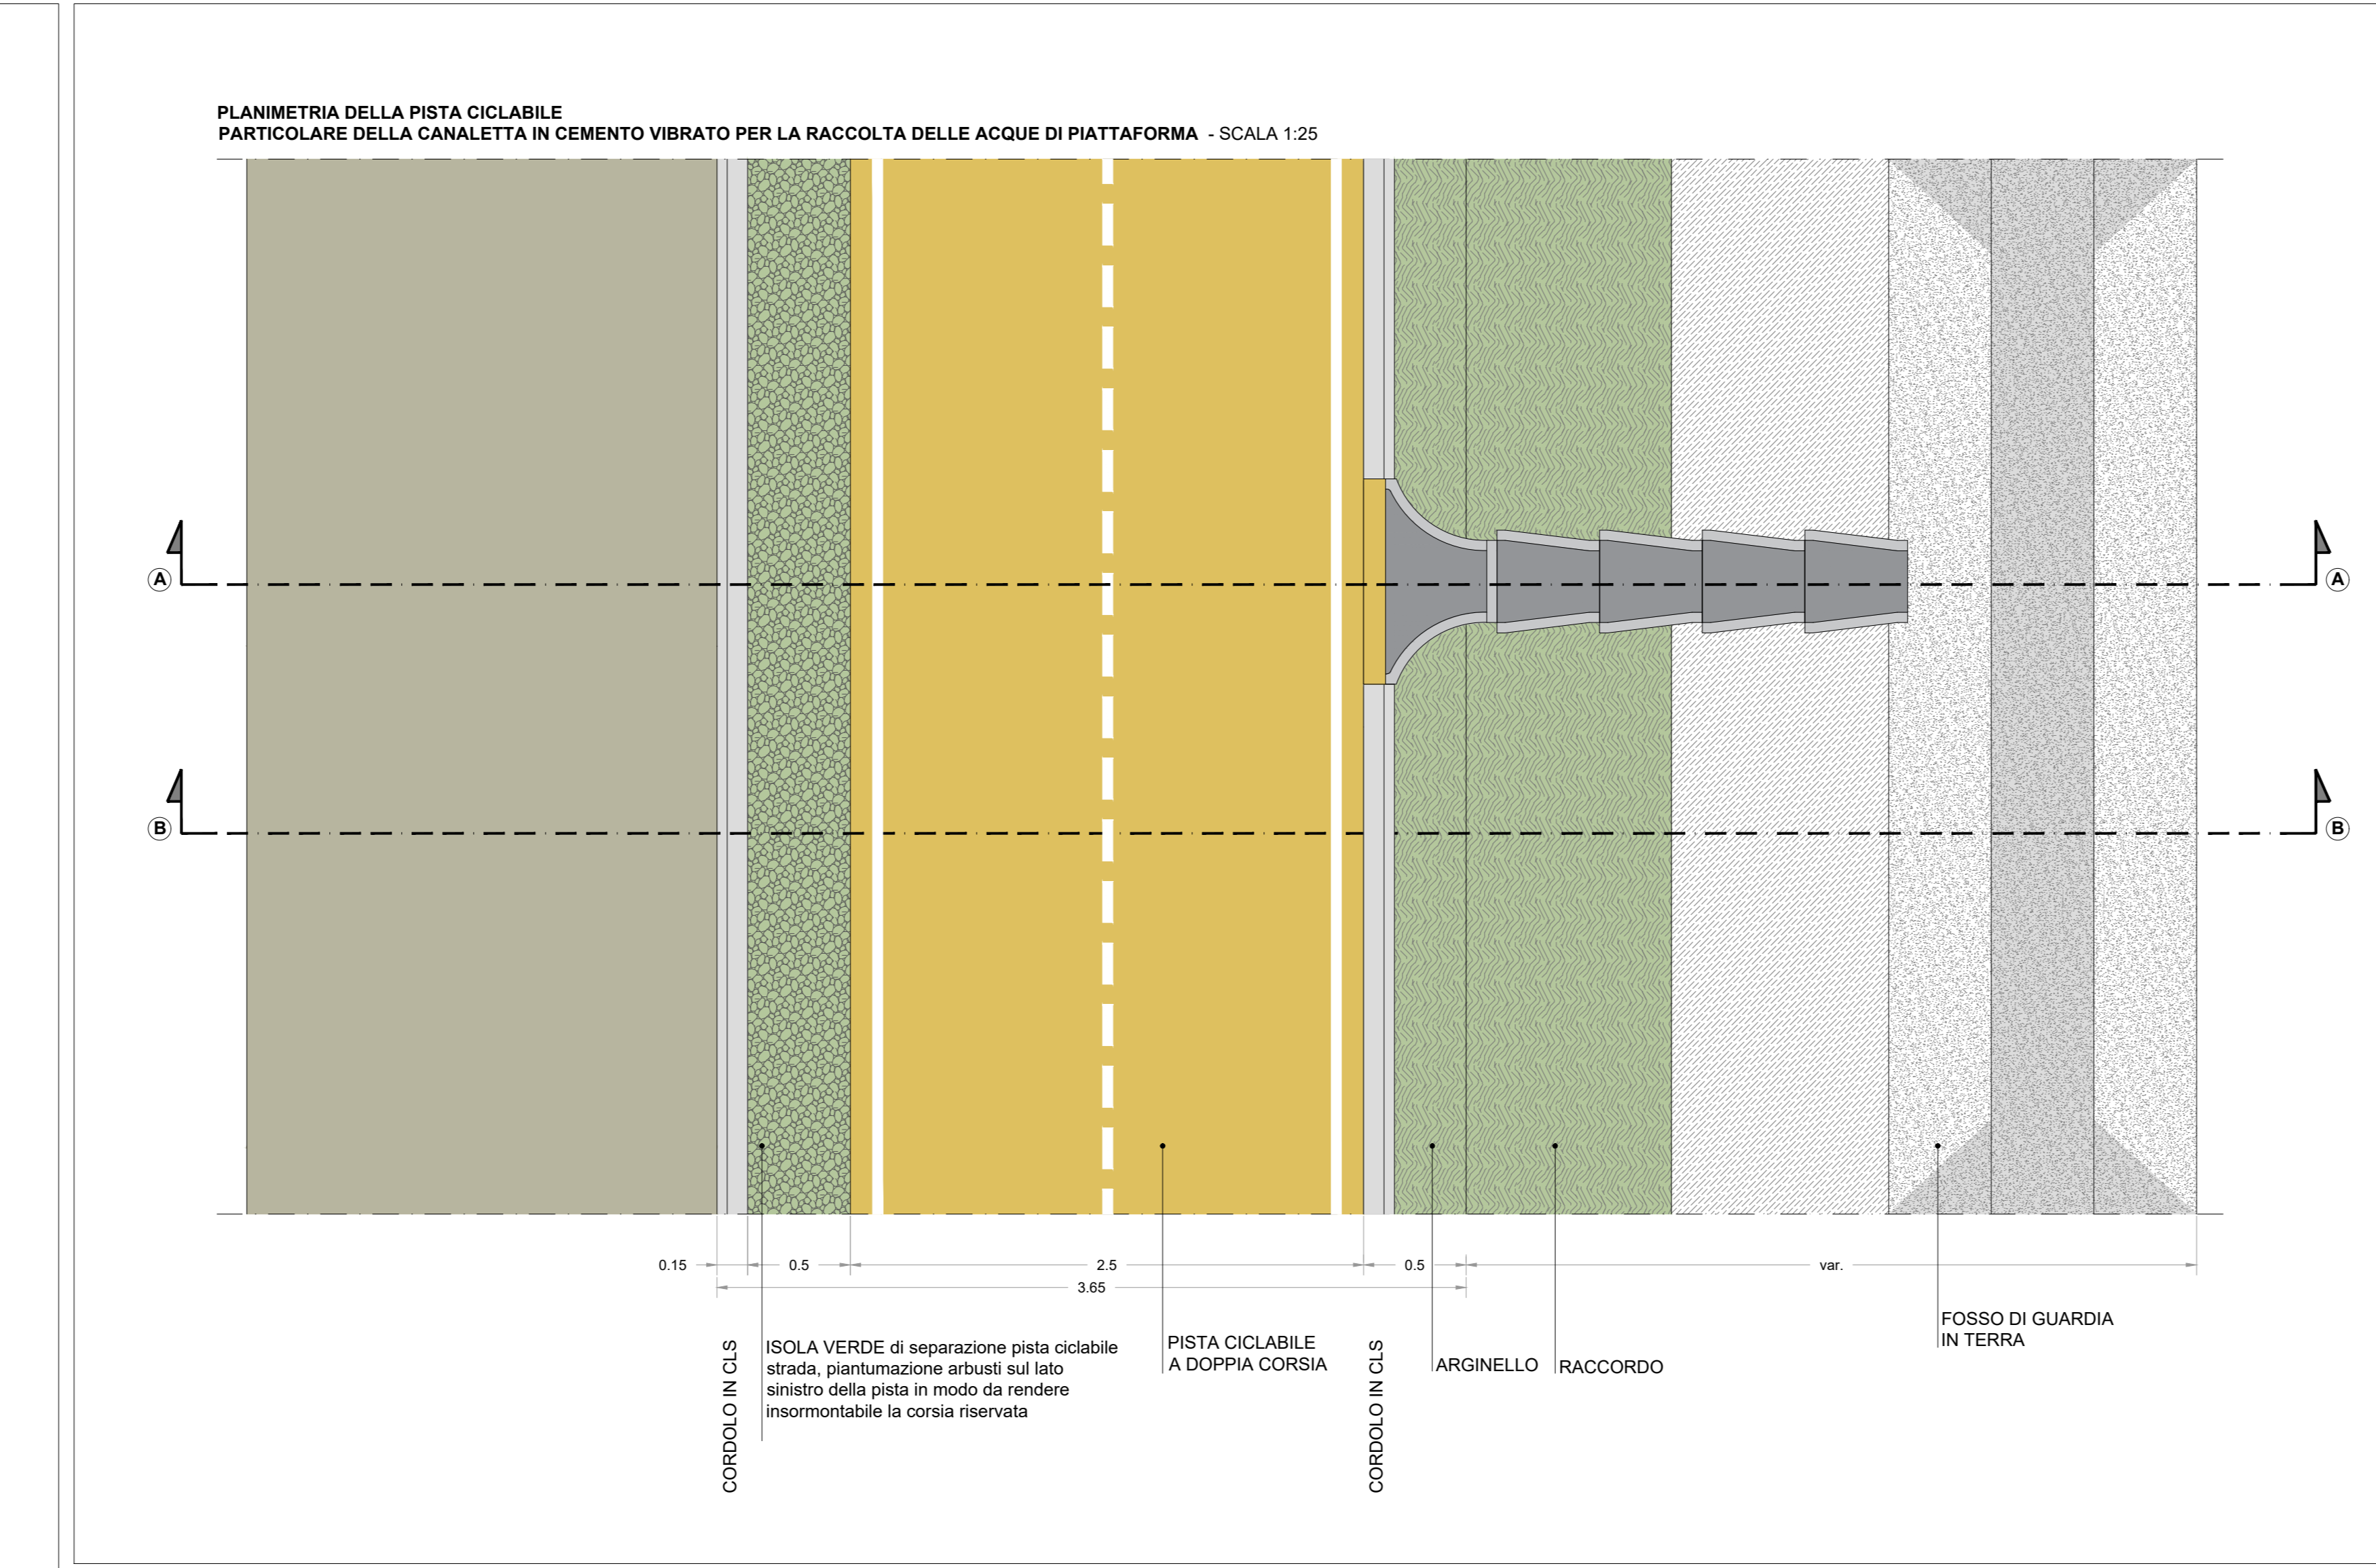 PLANIMETRIA DELLA PISTA CICLABILE
PARTICOLARE DELLA CANALETTA IN CEMENTO VIBRATO PER LA RACCOLTA DELLE ACQUE DI PIATTAFORMA - SCALA 1:25
A
A
B
B
0.15
0.5
2.5
0.5
var.
3.65
CORDOLO IN CLS
ISOLA VERDE di separazione pista ciclabile
strada, piantumazione arbusti sul lato
sinistro della pista in modo da rendere
insormontabile la corsia riservata
PISTA CICLABILE
A DOPPIA CORSIA
CORDOLO IN CLS
ARGINELLO
RACCORDO
FOSSO DI GUARDIA
IN TERRA